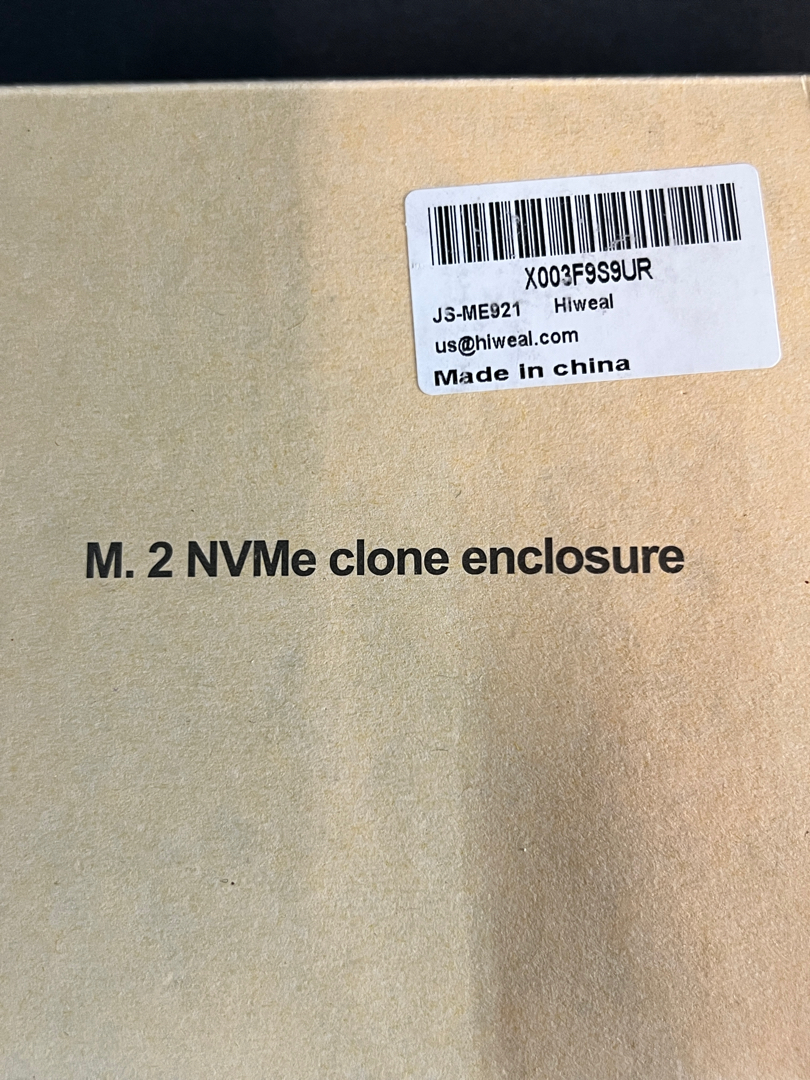 X003F9S9UR
JS-ME921 Hiweal
us@hiweal.com
Made in china
M. 2 NVMe clone enclosure